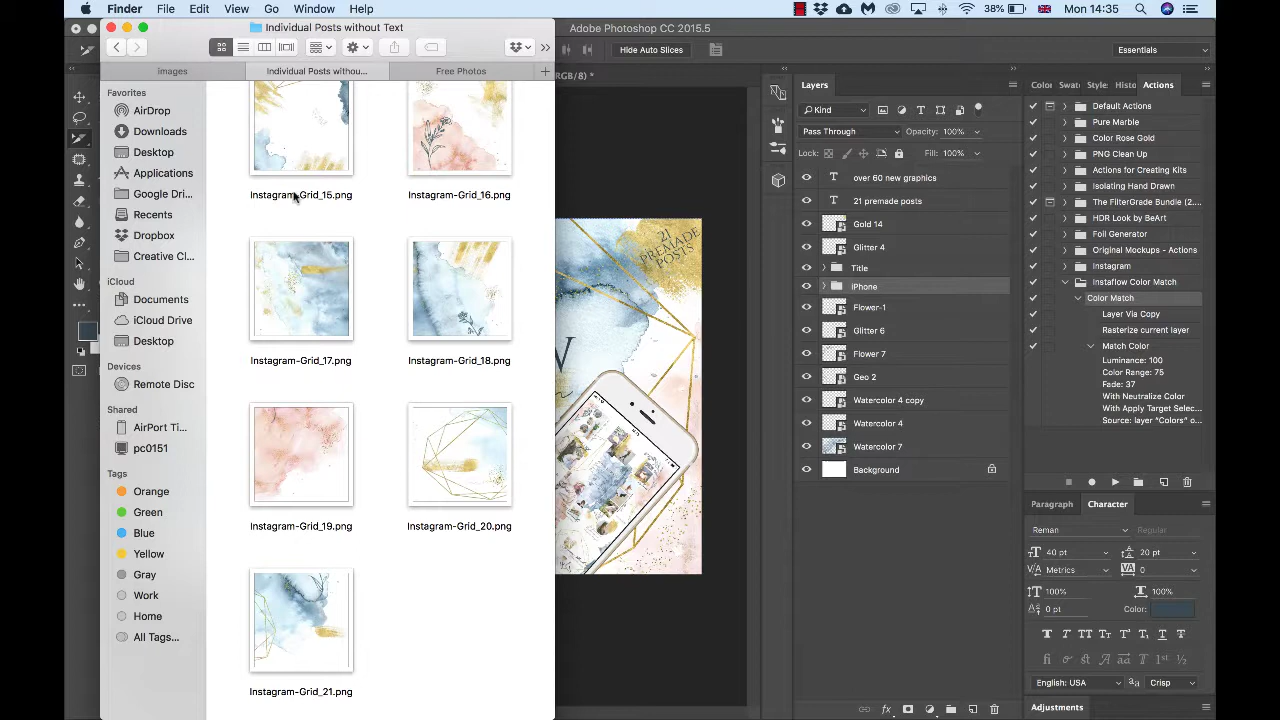 Finder File Edit View Go Window Help
38% Mon 14:35
Individual Posts without Text
images
Individual Posts withou...
Free Photos
Favorites
AirDrop
Downloads
Desktop
Applications
Google Dri...
Recents
Dropbox
Creative Cl...
iCloud
Documents
iCloud Drive
Desktop
Devices
Remote Disc
Shared
AirPort Ti...
pc0151
Tags
Orange
Green
Blue
Yellow
Gray
Work
Home
All Tags...
Instagram-Grid_15.png
Instagram-Grid_16.png
Instagram-Grid_17.png
Instagram-Grid_18.png
Instagram-Grid_19.png
Instagram-Grid_20.png
Instagram-Grid_21.png
Adobe Photoshop CC 2015.5
Hide Auto Slices
Essentials
RGB/8) *
21
PREMADE
POSTS
Layers
Kind
Pass Through
Opacity: 100%
Lock:
Fill: 100%
over 60 new graphics
21 premade posts
Gold 14
Glitter 4
Title
iPhone
Flower-1
Glitter 6
Flower 7
Geo 2
Watercolor 4 copy
Watercolor 4
Watercolor 7
Background
Color
Swatc
Styles
Histo
Actions
Default Actions
Pure Marble
Color Rose Gold
PNG Clean Up
Actions for Creating Kits
Isolating Hand Drawn
The FilterGrade Bundle (2....
HDR Look by BeArt
Foil Generator
Original Mockups - Actions
Instagram
Instaflow Color Match
Color Match
Layer Via Copy
Rasterize current layer
Match Color
Luminance: 100
Color Range: 75
Fade: 37
With Neutralize Color
With Apply Target Selec...
Source: layer "Colors" o...
Paragraph
Character
Reman
Regular
40 pt
20 pt
Metrics
0
100%
100%
0 pt
Color:
English: USA
Crisp
Adjustments